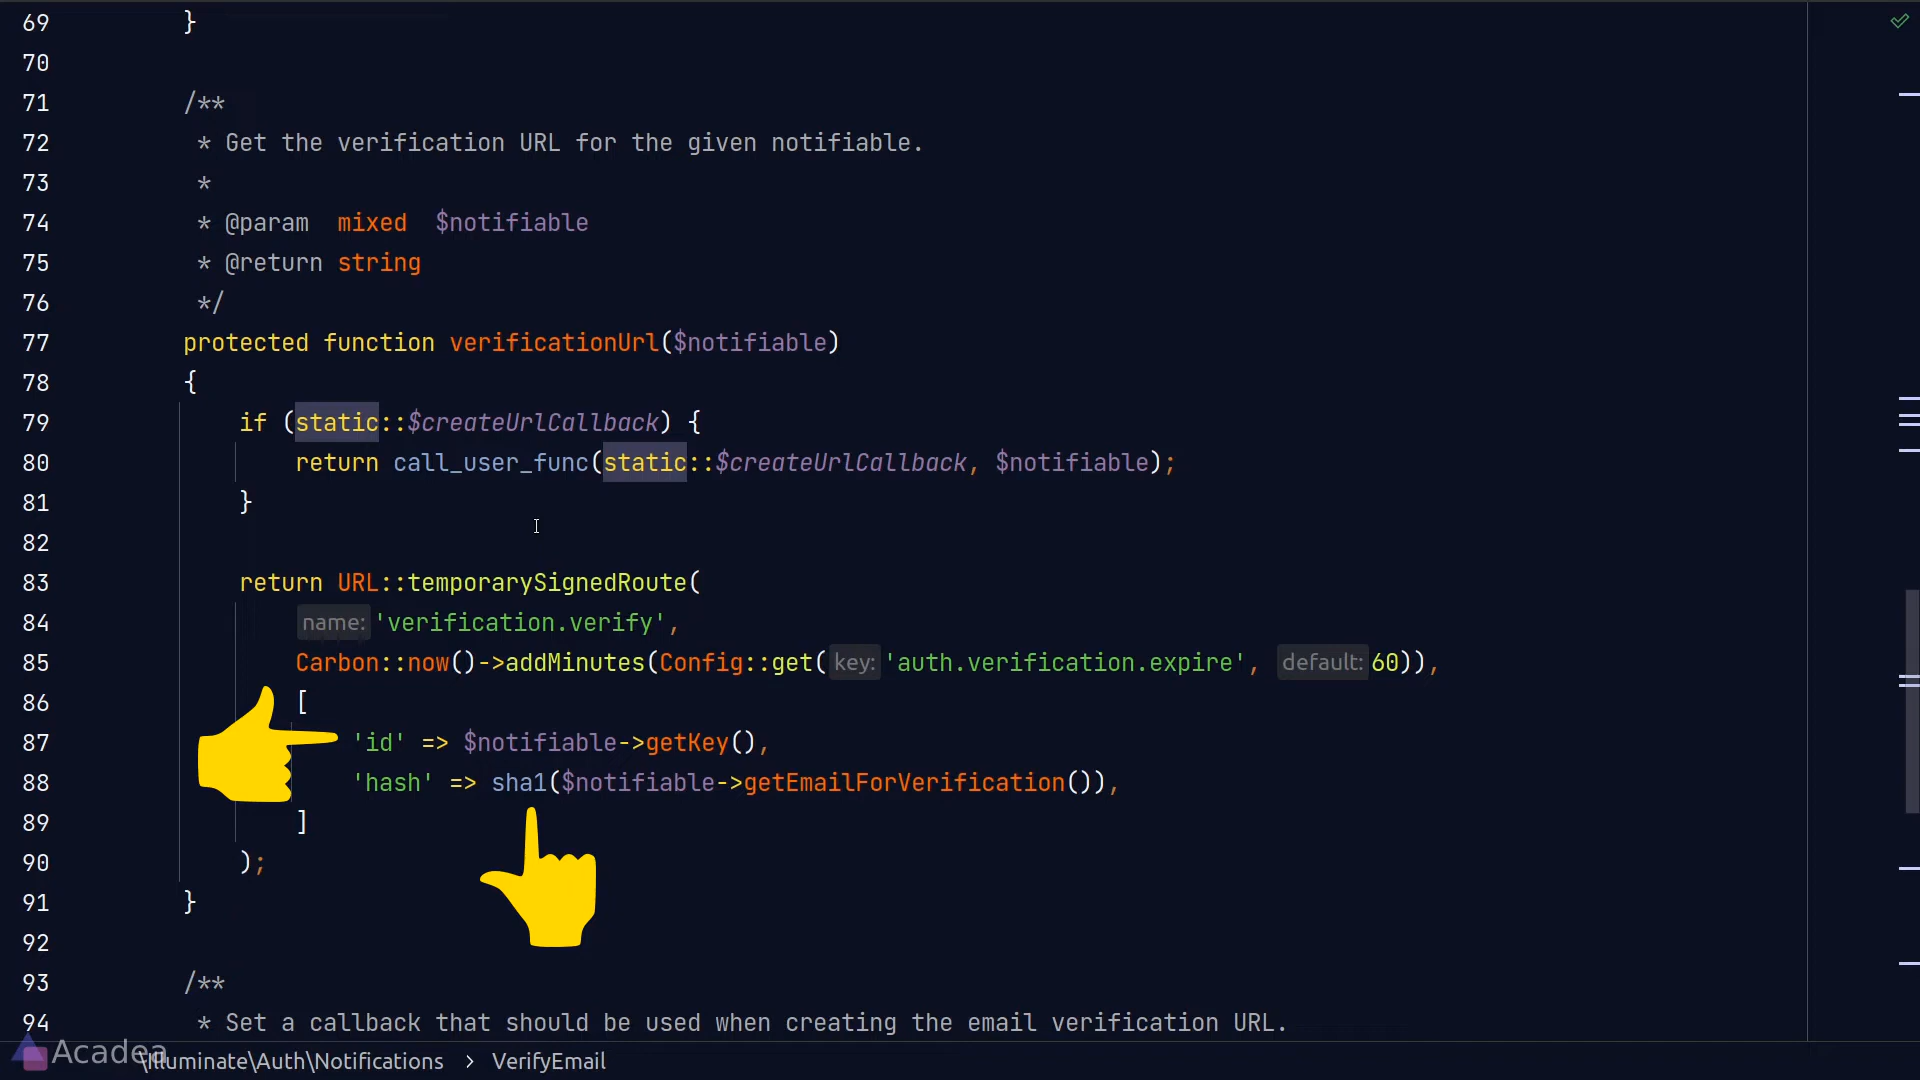 69 }
70
71 /**
72 * Get the verification URL for the given notifiable.
73 *
74 * @param  mixed  $notifiable
75 * @return string
76 */
77 protected function verificationUrl($notifiable)
78 {
79 if (static::$createUrlCallback) {
80 return call_user_func(static::$createUrlCallback, $notifiable);
81 }
82
83 return URL::temporarySignedRoute(
84 name: 'verification.verify',
85 Carbon::now()->addMinutes(Config::get( key: 'auth.verification.expire', default: 60)),
86 [
87 'id' => $notifiable->getKey(),
88 'hash' => sha1($notifiable->getEmailForVerification()),
89 ]
90 );
91 }
92
93 /**
94 * Set a callback that should be used when creating the email verification URL.
Acadea
\Illuminate\Auth\Notifications > VerifyEmail